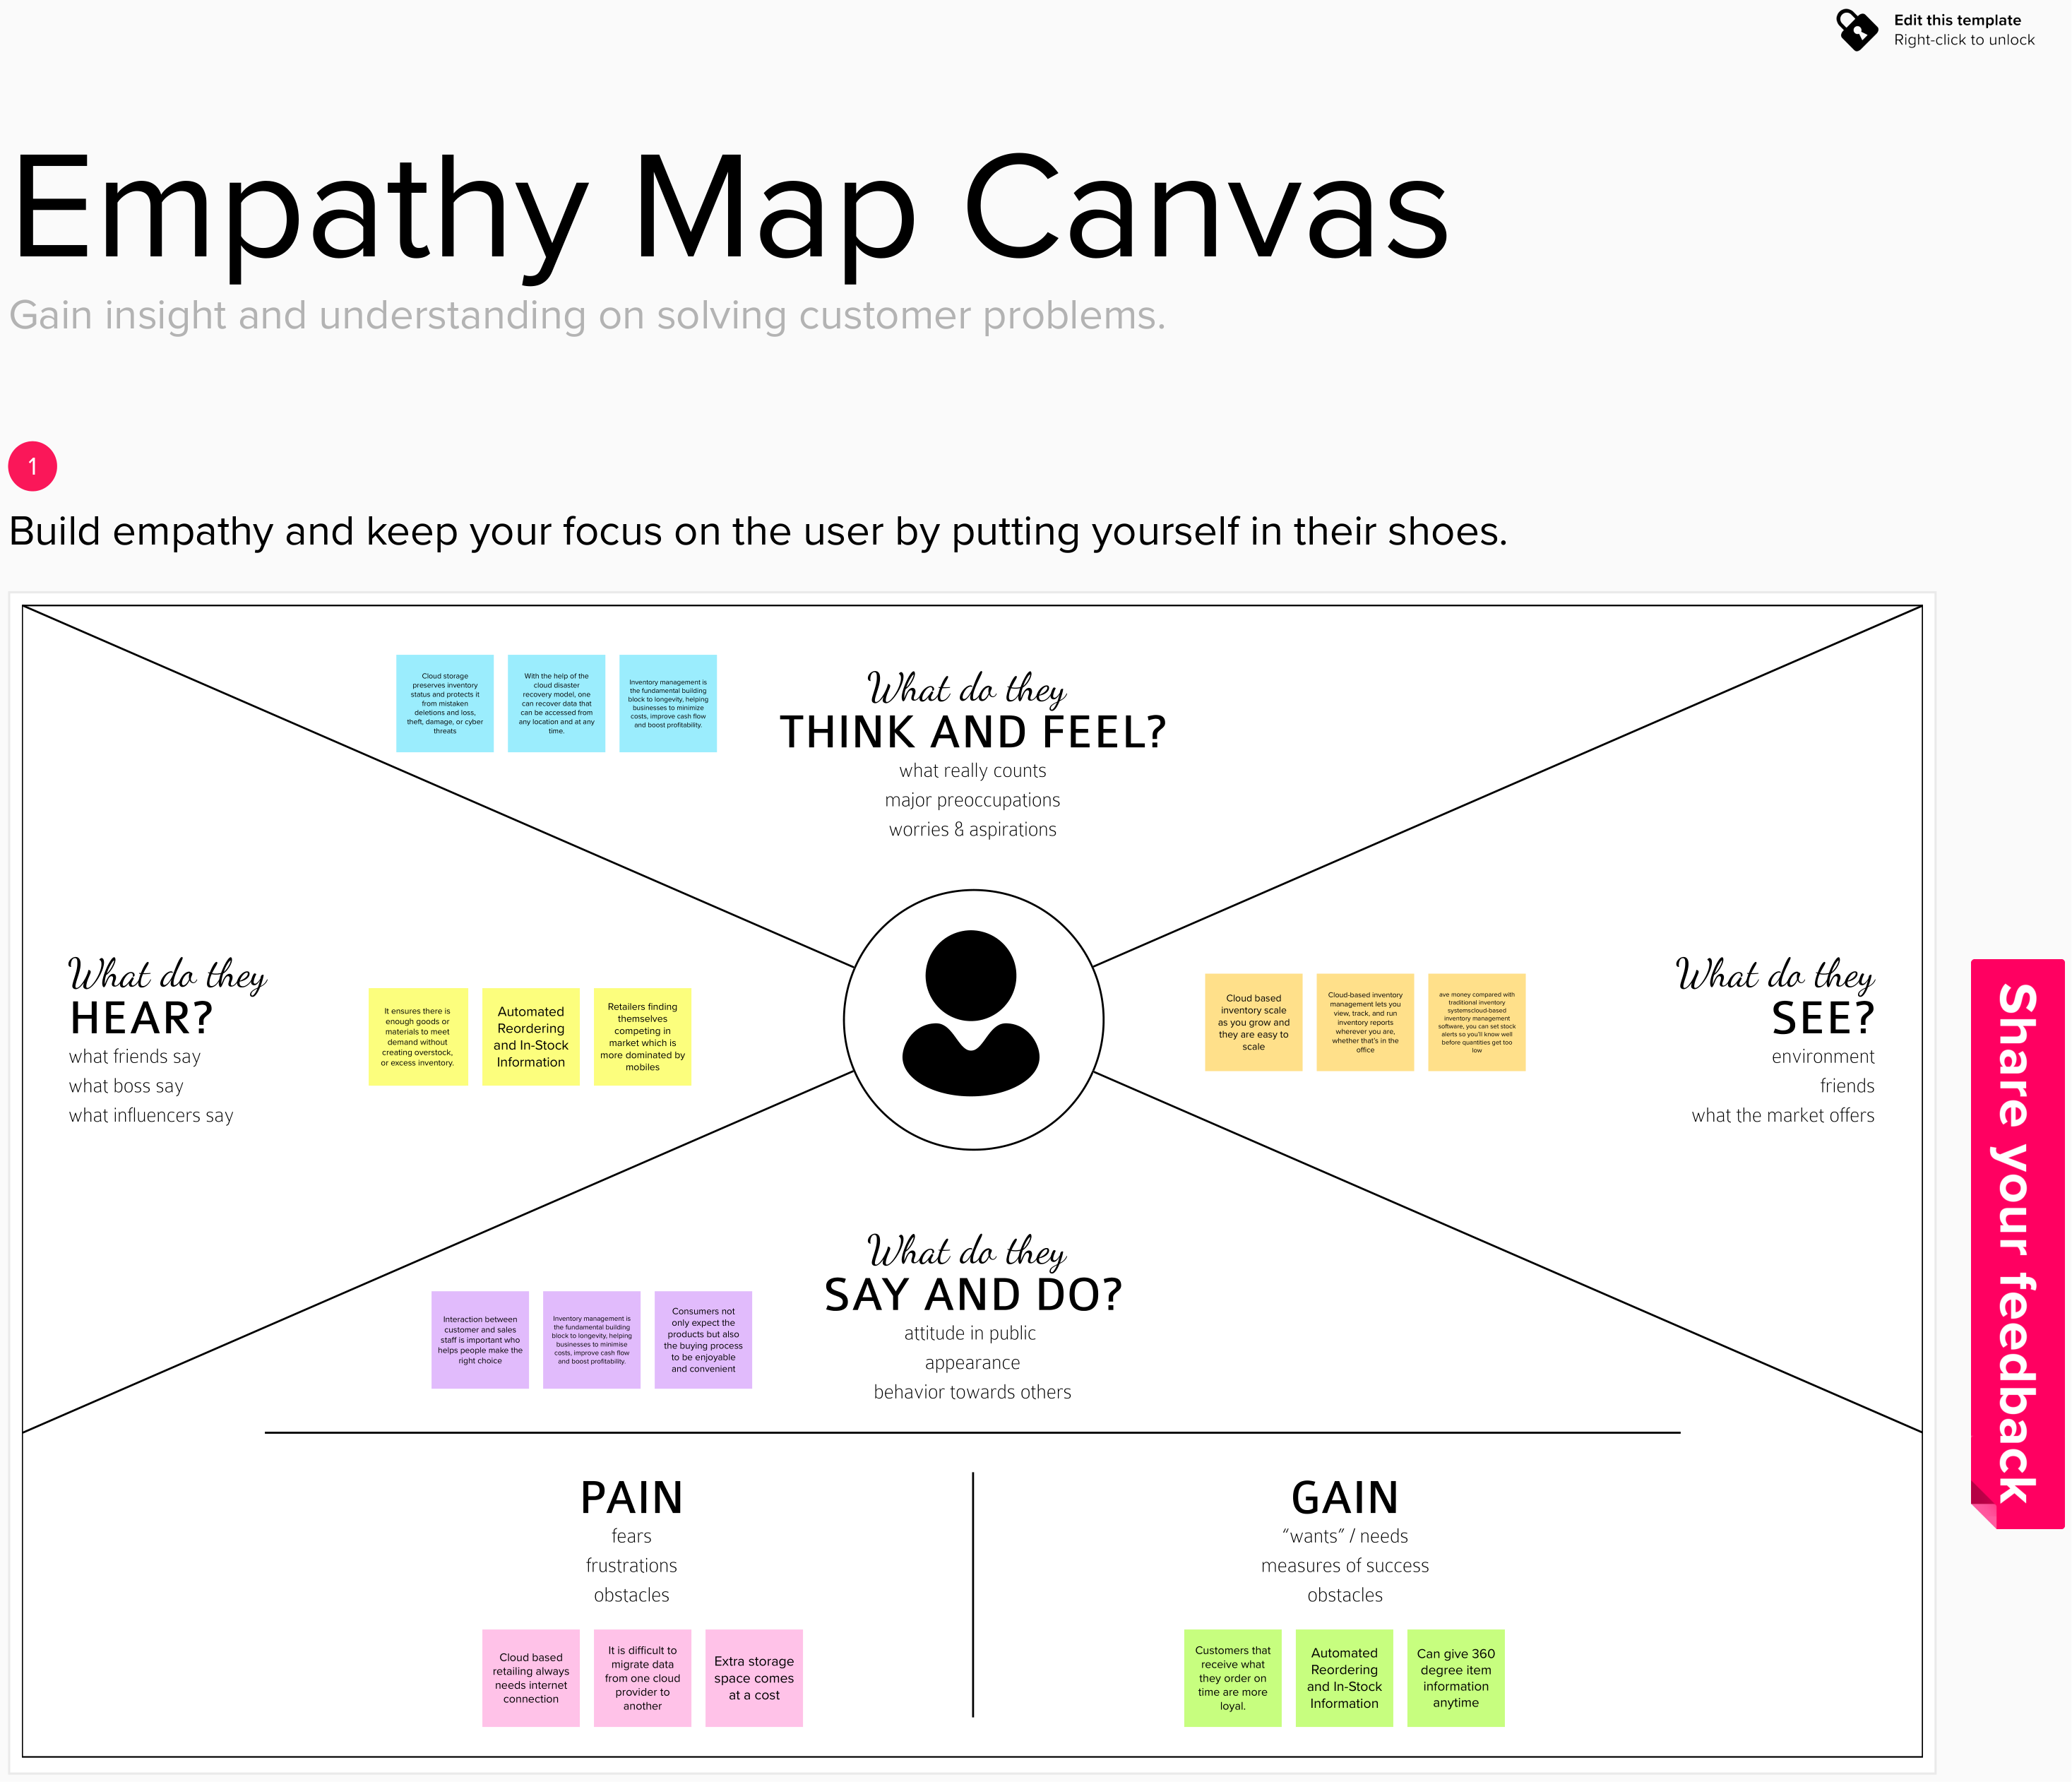 Edit this template
Right-click to unlock
Empathy Map Canvas
Gain insight and understanding on solving customer problems.
1
Build empathy and keep your focus on the user by putting yourself in their shoes.
Cloud storage
preserves inventory
status and protects it
from mistaken
deletions and loss,
theft, damage, or cyber
threats
With the help of the
cloud disaster
recovery model, one
can recover data that
can be accessed from
any location and at any
time.
Inventory management is
the fundamental building
block to longevity, helping
businesses to minimize
costs, improve cash flow
and boost profitability.
What do they
THINK AND FEEL?
what really counts
major preoccupations
worries & aspirations
What do they
HEAR?
what friends say
what boss say
what influencers say
It ensures there is
enough goods or
materials to meet
demand without
creating overstock,
or excess inventory.
Automated
Reordering
and In-Stock
Information
Retailers finding
themselves
competing in
market which is
more dominated by
mobiles
Cloud based
inventory scale
as you grow and
they are easy to
scale
Cloud-based inventory
management lets you
view, track, and run
inventory reports
wherever you are,
whether that's in the
office
ave money compared with
traditional inventory
systemscloud-based
inventory management
software, you can set stock
alerts so you'll know well
before quantities get too
low
What do they
SEE?
environment
friends
what the market offers
Share your feedback
What do they
SAY AND DO?
attitude in public
appearance
behavior towards others
Interaction between
customer and sales
staff is important who
helps people make the
right choice
Inventory management is
the fundamental building
block to longevity, helping
businesses to minimise
costs, improve cash flow
and boost profitability.
Consumers not
only expect the
products but also
the buying process
to be enjoyable
and convenient
PAIN
fears
frustrations
obstacles
Cloud based
retailing always
needs internet
connection
It is difficult to
migrate data
from one cloud
provider to
another
Extra storage
space comes
at a cost
GAIN
“wants” / needs
measures of success
obstacles
Customers that
receive what
they order on
time are more
loyal.
Automated
Reordering
and In-Stock
Information
Can give 360
degree item
information
anytime